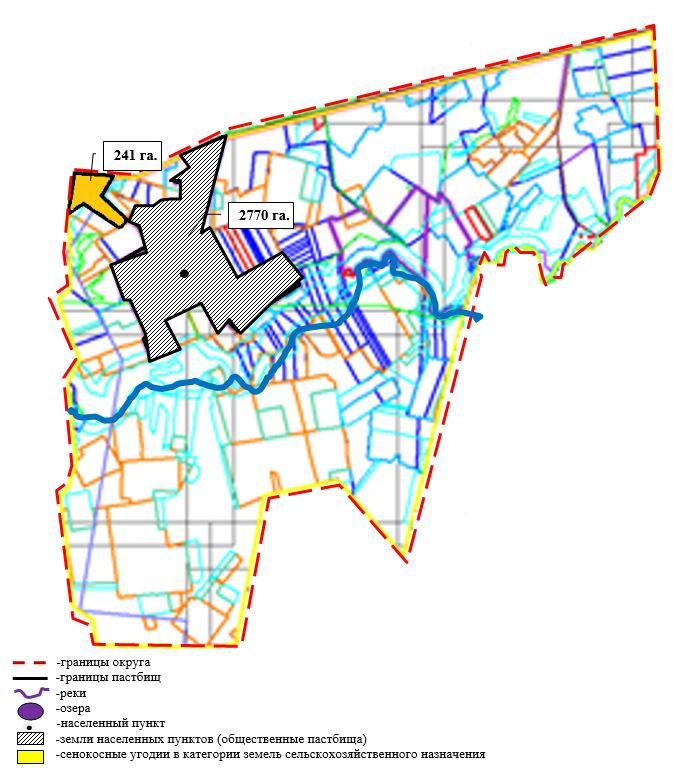 241 га.
2770 га.
-границы округа
-границы пастбищ
-реки
-озера
-населенный пункт
-земли населенных пунктов (общественные пастбища)
-сенокосные угодии в категории земель сельскохозяйственного назначения